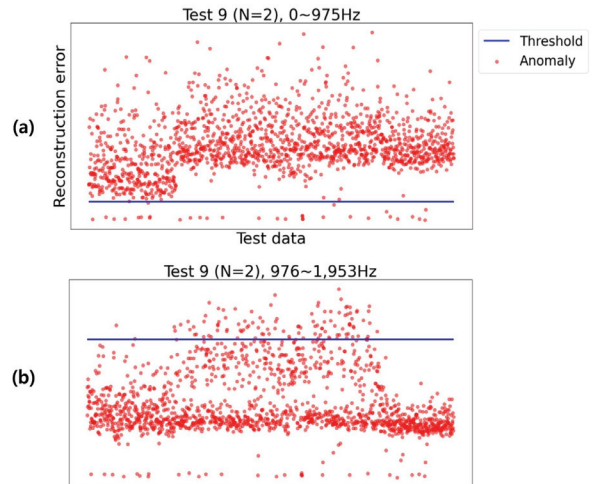 Test 9 (N=2), 0~975Hz
Threshold
Anomaly
(a)
Reconstruction error
Test data
Test 9 (N=2), 976~1,953Hz
(b)